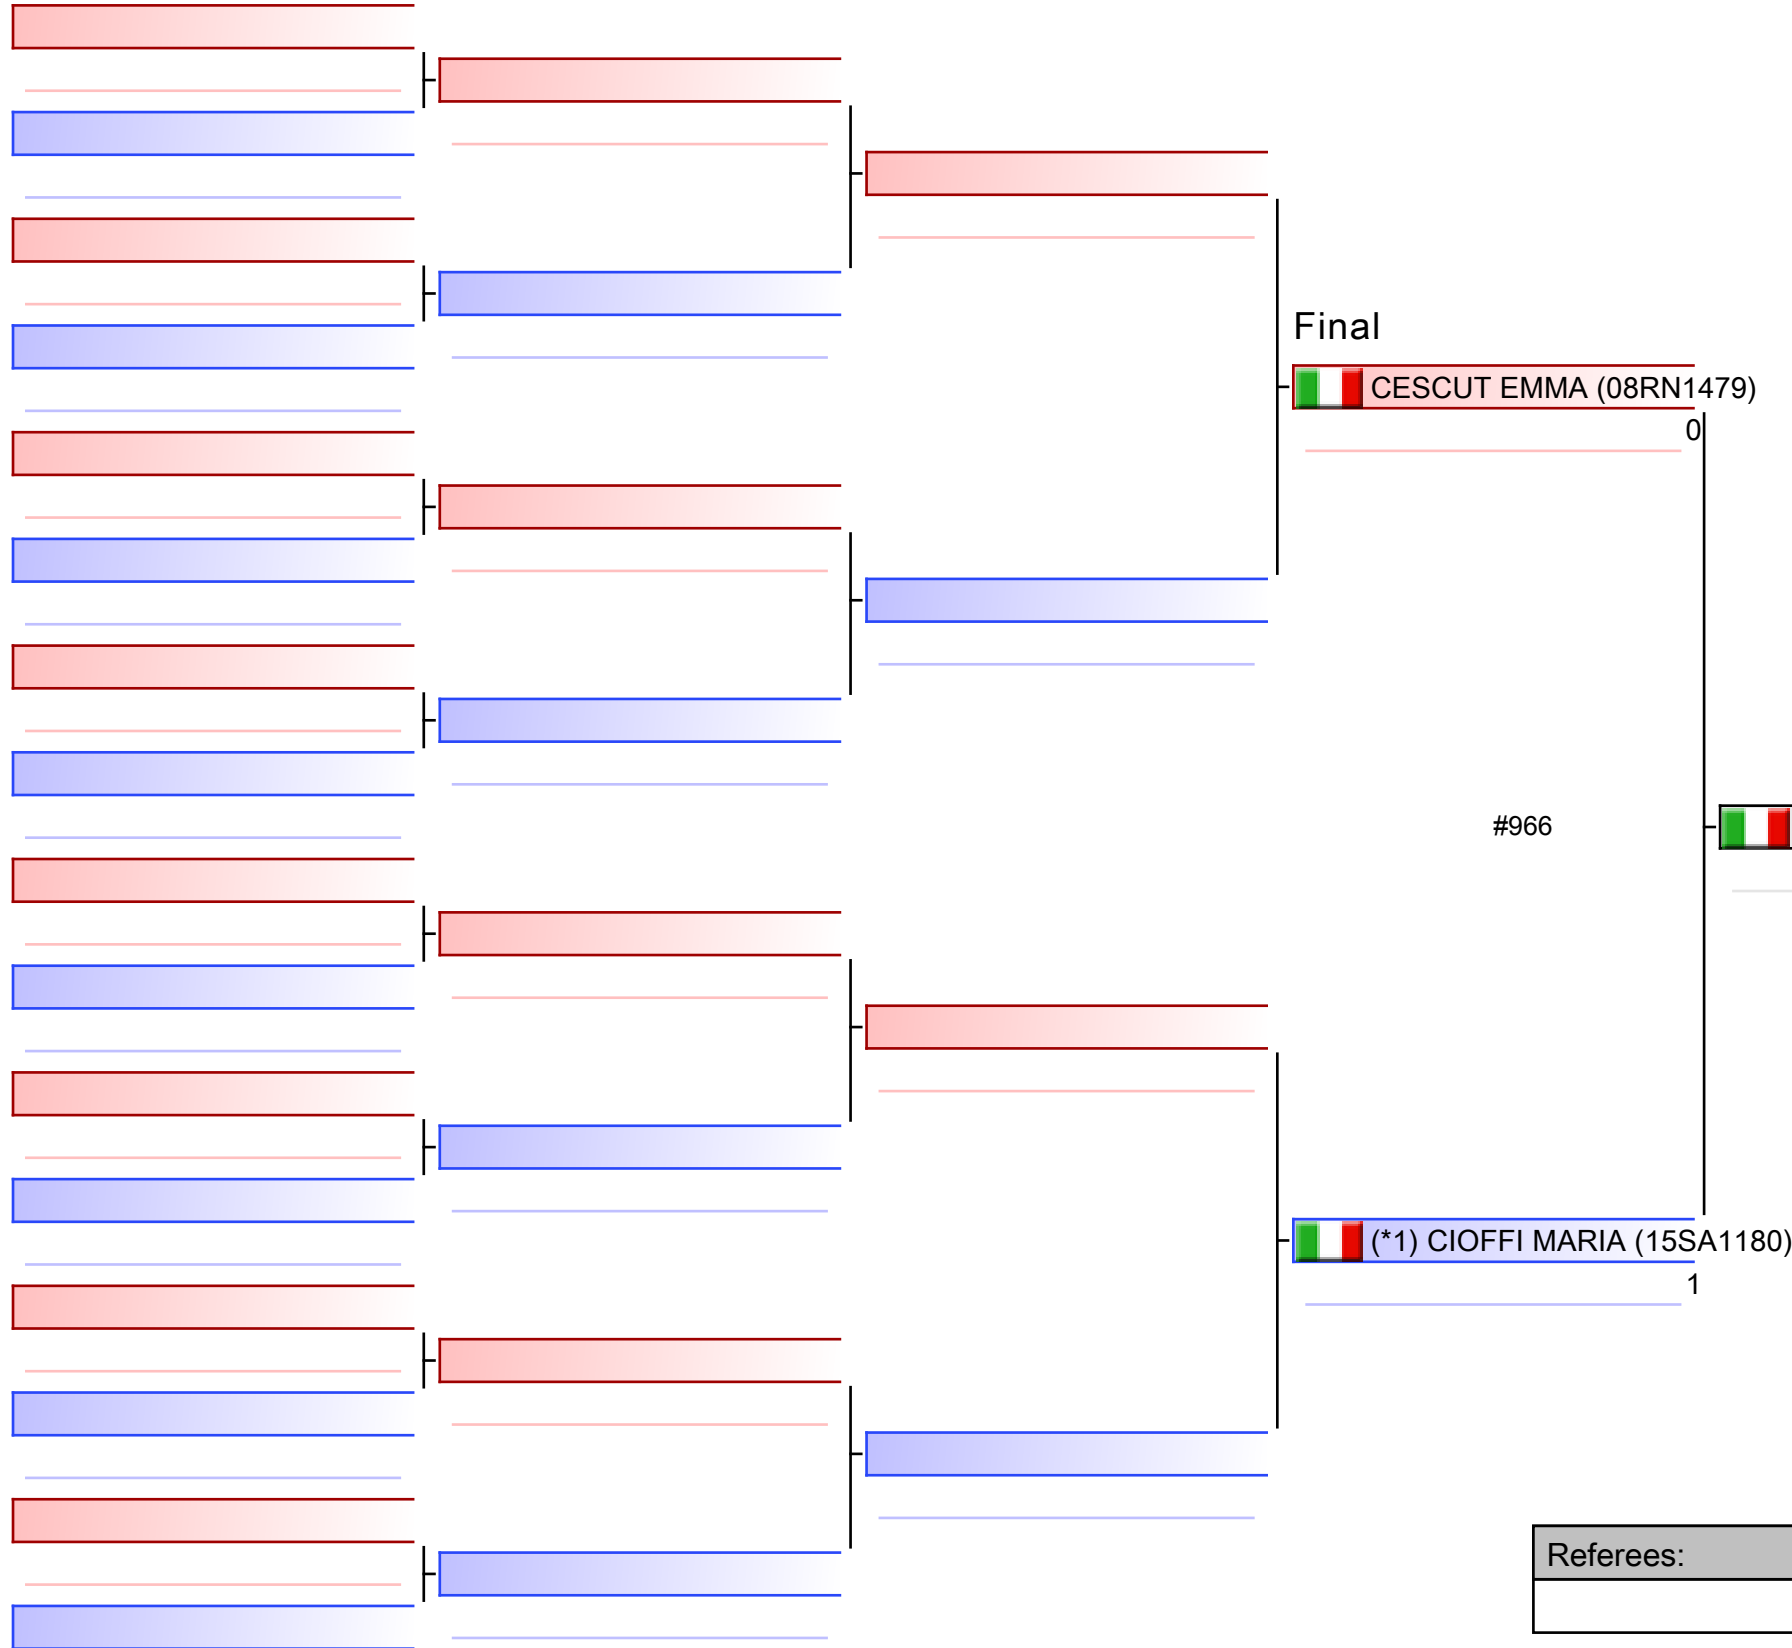 Final
CESCUT EMMA (08RN1479)
0
#966
(*1) CIOFFI MARIA (15SA1180)
1
Referees: